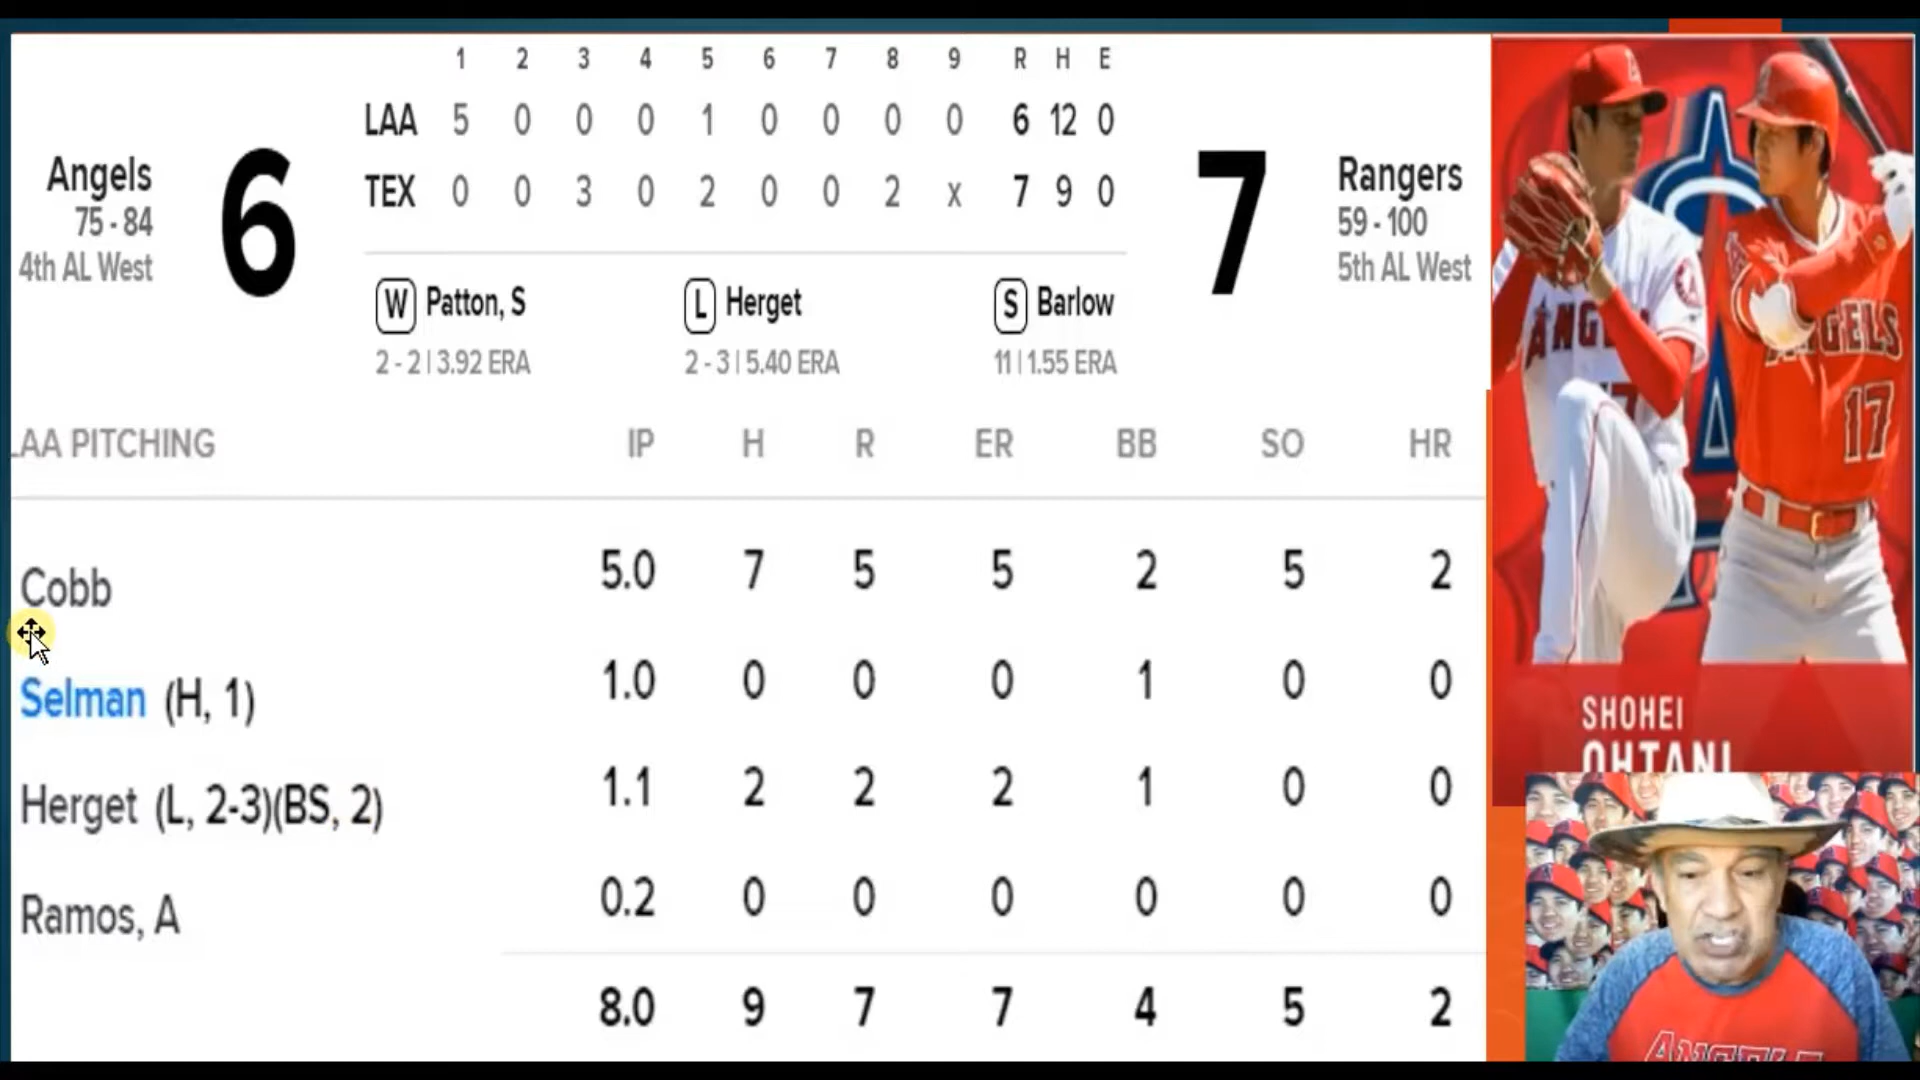 1 2 3 4 5 6 7 8 9 R H E
LAA 5 0 0 0 1 0 0 0 0 6 12 0
TEX 0 0 3 0 2 0 0 2 x 7 9 0
Angels
75 - 84
4th AL West
6
7
Rangers
59 - 100
5th AL West
W Patton, S
2 - 2 | 3.92 ERA
L Herget
2 - 3 | 5.40 ERA
S Barlow
11 | 1.55 ERA
LAA PITCHING IP H R ER BB SO HR
Cobb 5.0 7 5 5 2 5 2
Selman (H, 1) 1.0 0 0 0 1 0 0
Herget (L, 2-3)(BS, 2) 1.1 2 2 2 1 0 0
Ramos, A 0.2 0 0 0 0 0 0
8.0 9 7 7 4 5 2
ANGELS
17
SHOHEI
OHTANI
ANGELS